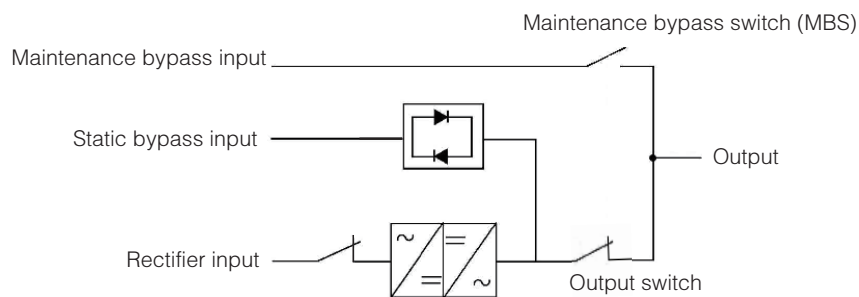 Maintenance bypass switch (MBS)
Maintenance bypass input
Static bypass input
Output
Rectifier input
Output switch